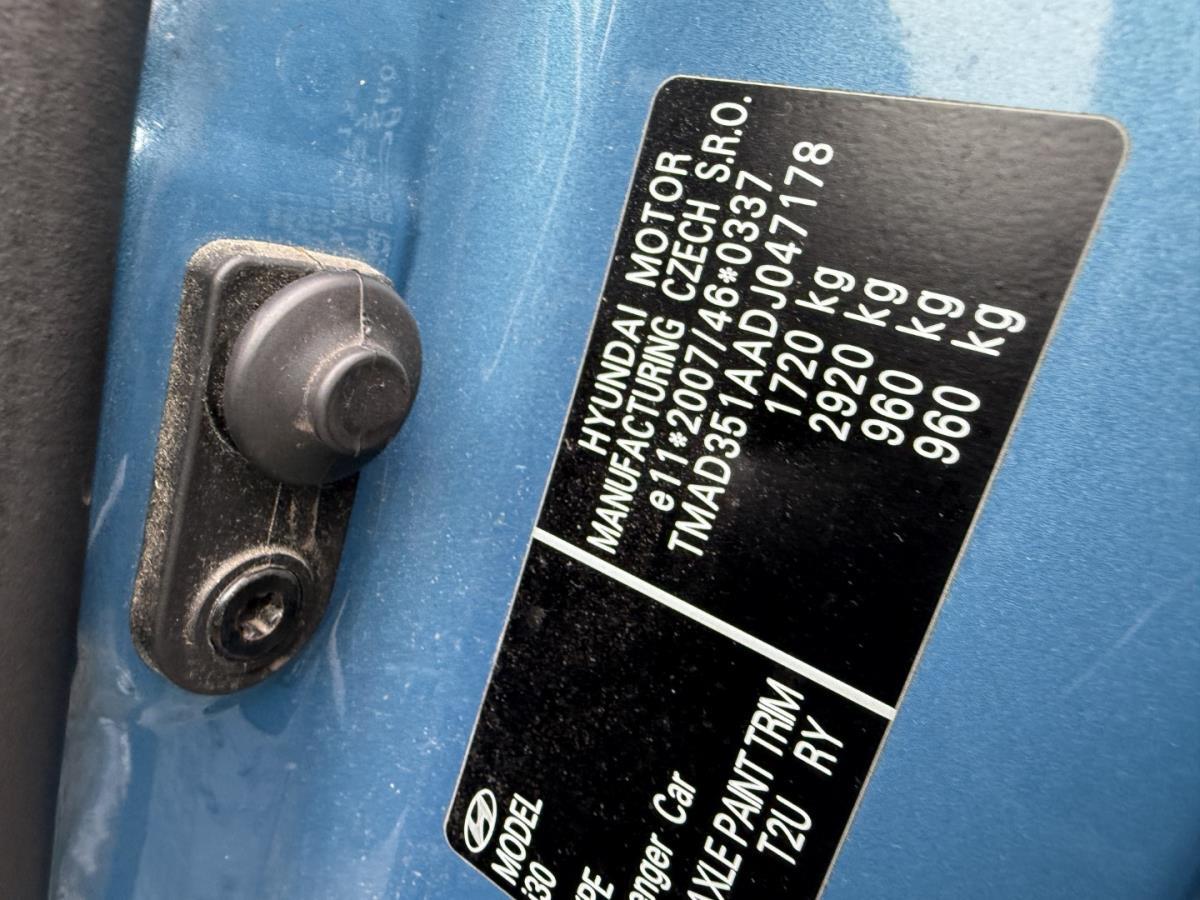 HYUNDAI MOTOR
MANUFACTURING CZECH S.R.O.
e11*2007/46*0337
TMAD351AADJ047178
1720 kg
2920 kg
960 kg
960 kg
MODEL
i30
AXLE PAINT TRIM
T2U RY
Car